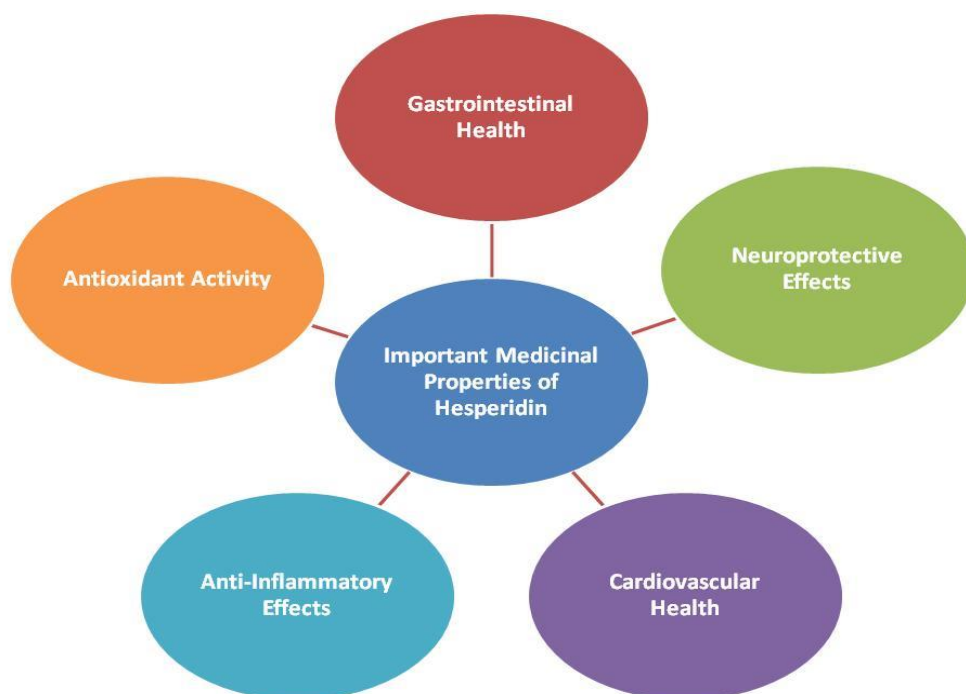 Gastrointestinal
Health
Neuroprotective
Effects
Antioxidant Activity
Important Medicinal
Properties of
Hesperidin
Anti-Inflammatory
Effects
Cardiovascular
Health